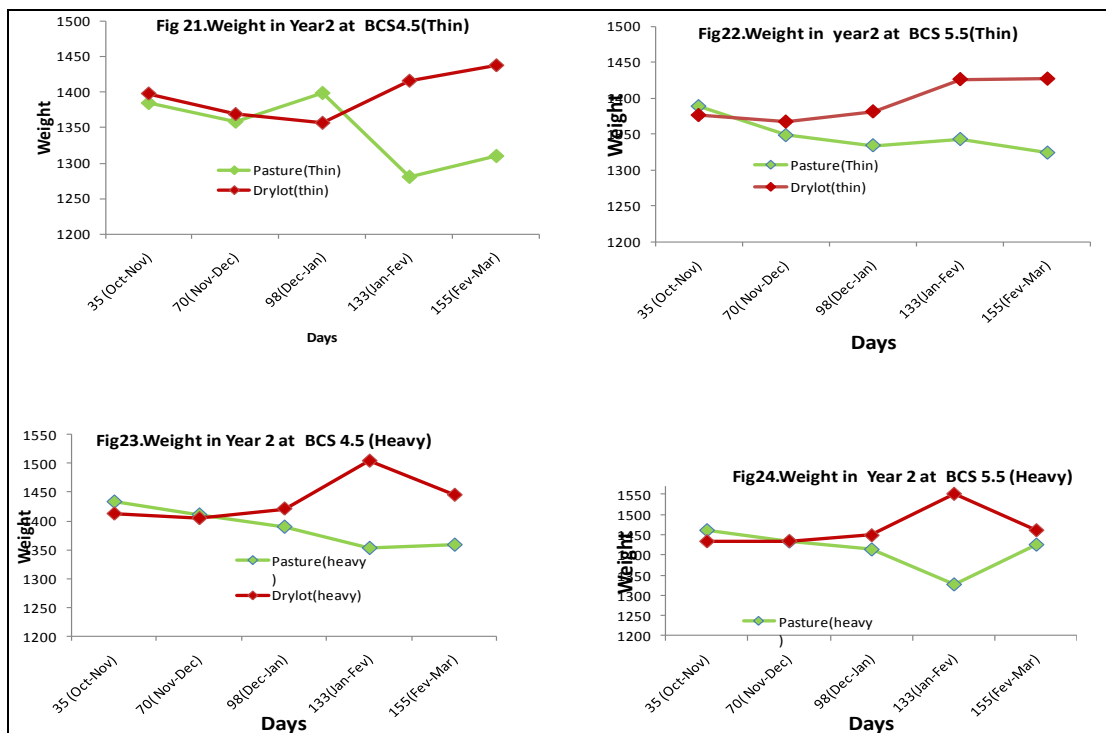 Fig 21.Weight in Year2 at BCS4.5(Thin)
1500
1450
1400
1350
1300
1250
1200
Weight
Pasture(Thin)
Drylot(thin)
35 (Oct-Nov)
70( Nov-Dec)
98(Dec-Jan)
133(Jan-Fev)
155(Fev-Mar)
Days
Fig22.Weight in year2 at BCS 5.5(Thin)
1500
1450
1400
1350
1300
1250
1200
Weight
Pasture(Thin)
Drylot(thin)
35 (Oct-Nov)
70( Nov-Dec)
98(Dec-Jan)
133(Jan-Fev)
155(Fev-Mar)
Days
Fig23.Weight in Year 2 at BCS 4.5 (Heavy)
1550
1500
1450
1400
1350
1300
1250
1200
Weight
Pasture(heavy
)
Drylot(heavy)
35 (Oct-Nov)
70( Nov-Dec)
98(Dec-Jan)
133(Jan-Fev)
155(Fev-Mar)
Days
Fig24.Weight in Year 2 at BCS 5.5 (Heavy)
1550
1500
1450
1400
1350
1300
1250
1200
Weight
Pasture(heavy
)
35 (Oct-Nov)
70( Nov-Dec)
98(Dec-Jan)
133(Jan-Fev)
155(Fev-Mar)
Days